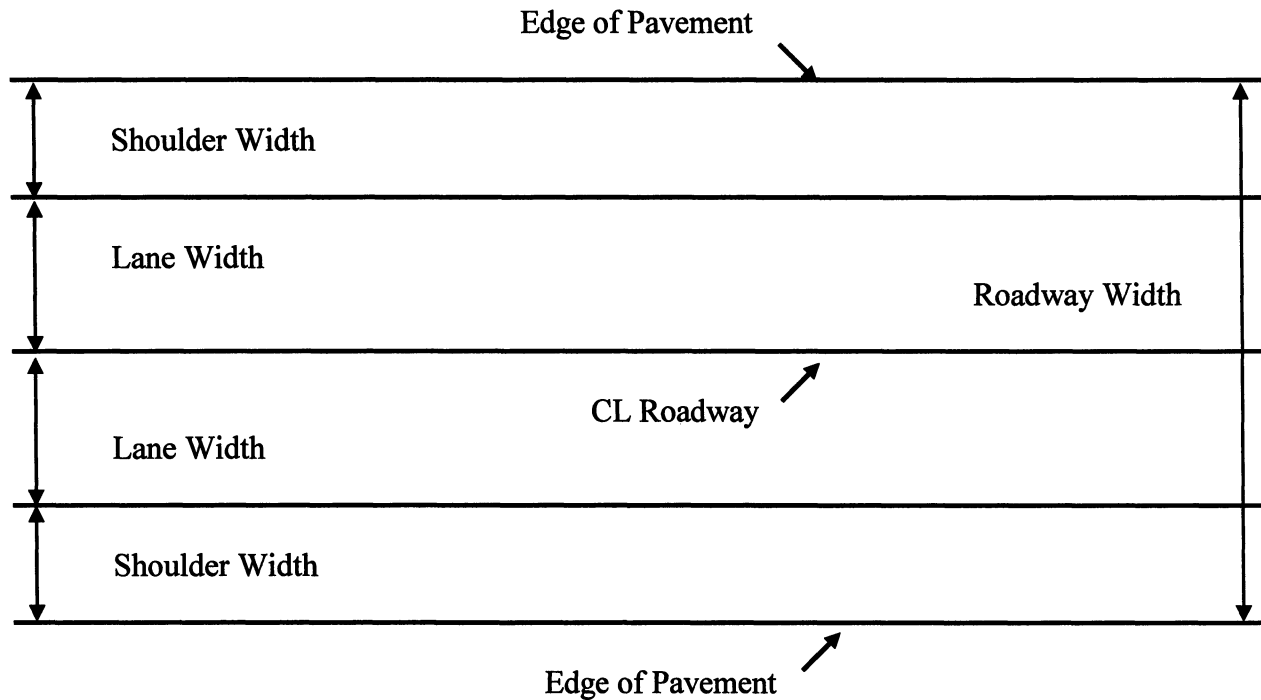 Edge of Pavement
Shoulder Width
Lane Width
Roadway Width
CL Roadway
Lane Width
Shoulder Width
Edge of Pavement